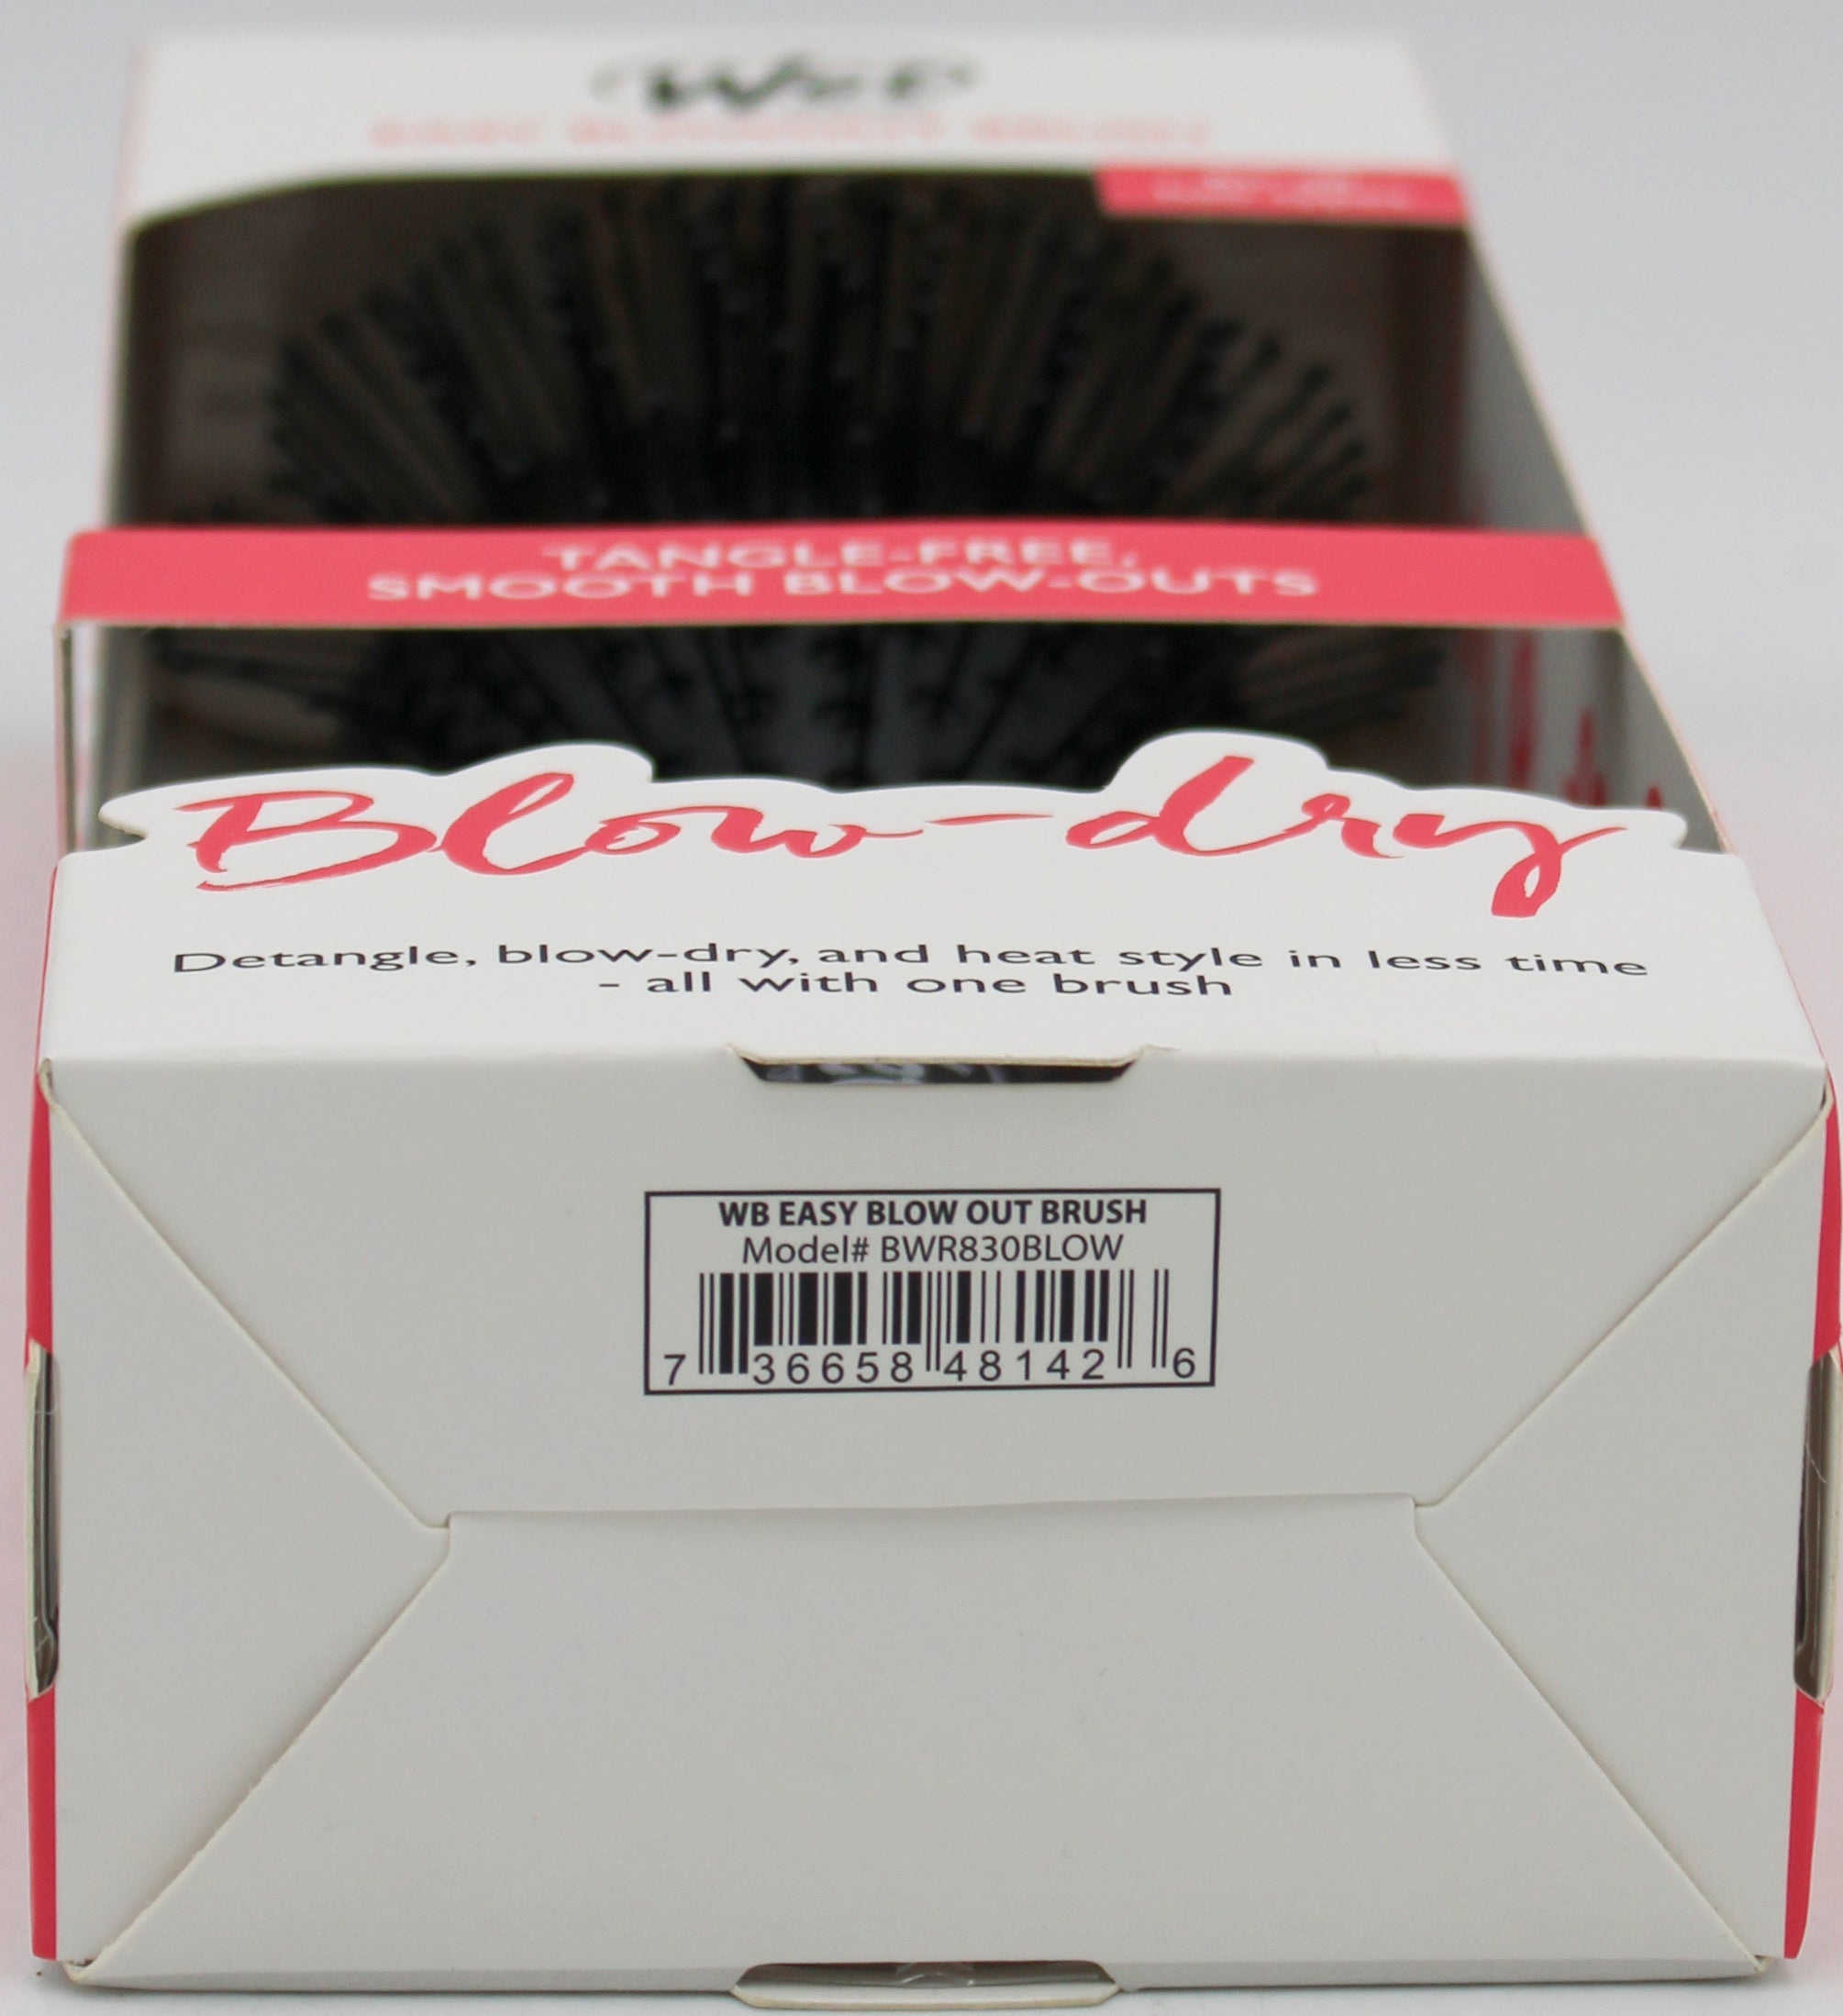 TANGLE-FREE,
SMOOTH BLOW-OUTS
Blow-dry
Detangle, blow-dry, and heat style in less time
- all with one brush
WB EASY BLOW OUT BRUSH
Model# BWR830BLOW
7 36658 48142 6